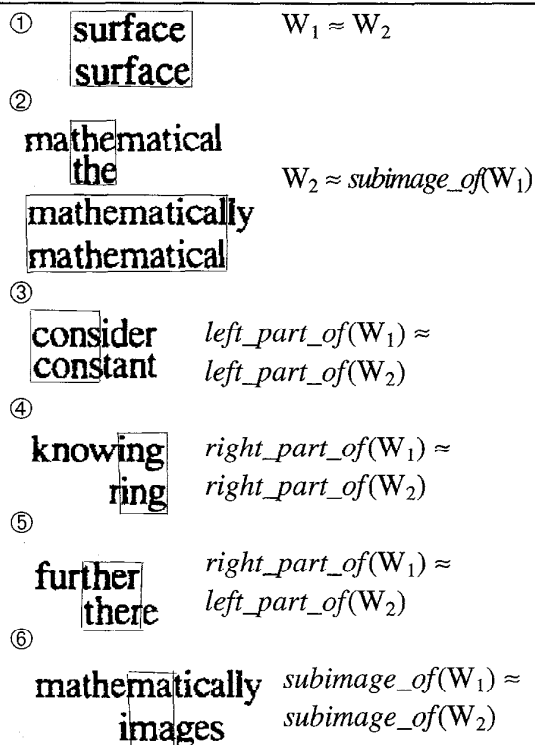 ① surface W₁ ≈ W₂
surface
②
mathematical
the W₂ ≈ subimage_of(W₁)
mathematically
mathematical
③
consider left_part_of(W₁) ≈
constant left_part_of(W₂)
④
knowing right_part_of(W₁) ≈
ring right_part_of(W₂)
⑤
further right_part_of(W₁) ≈
there left_part_of(W₂)
⑥
mathematically subimage_of(W₁) ≈
images subimage_of(W₂)